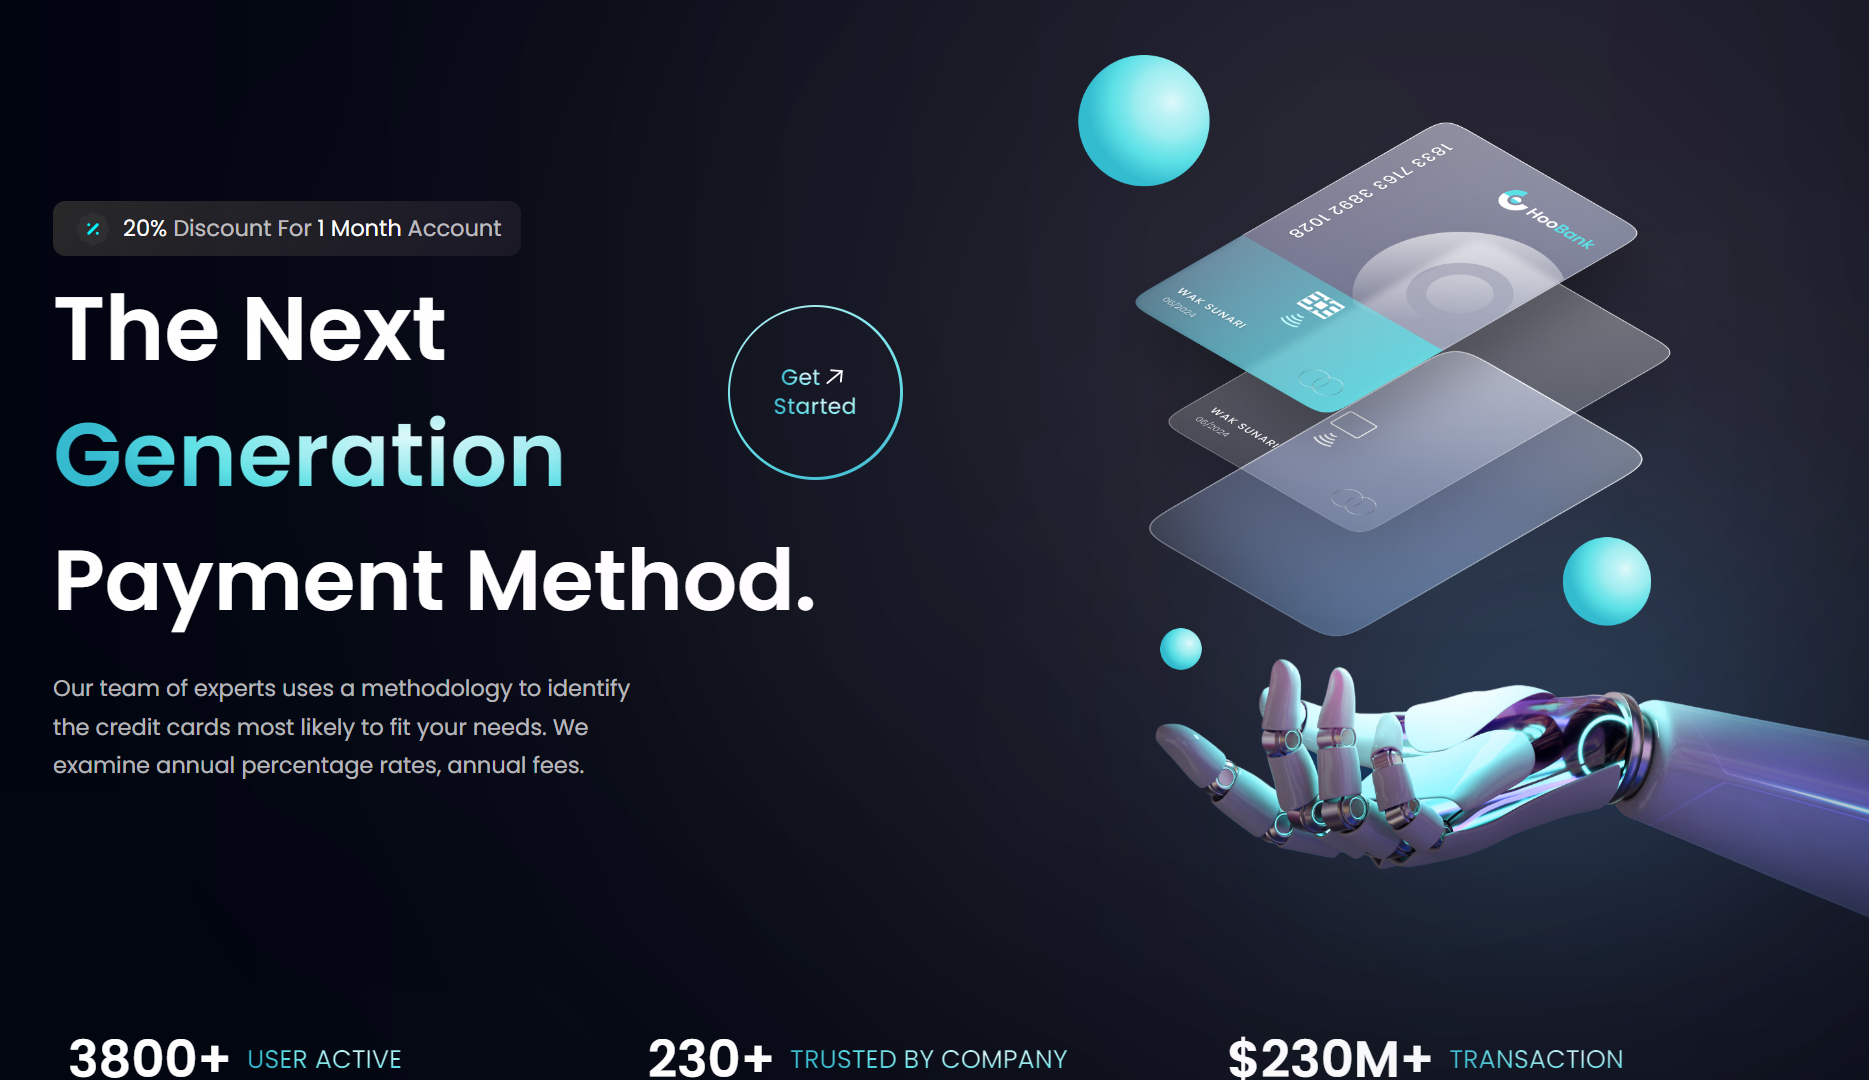 20% Discount For 1 Month Account
The Next
Generation
Payment Method.
Get
Started
Our team of experts uses a methodology to identify
the credit cards most likely to fit your needs. We
examine annual percentage rates, annual fees.
1833 7163 3892 1028
HooBank
WAK SUNARI
06/2024
WAK SUNARI
06/2024
3800+ USER ACTIVE
230+ TRUSTED BY COMPANY
$230M+ TRANSACTION